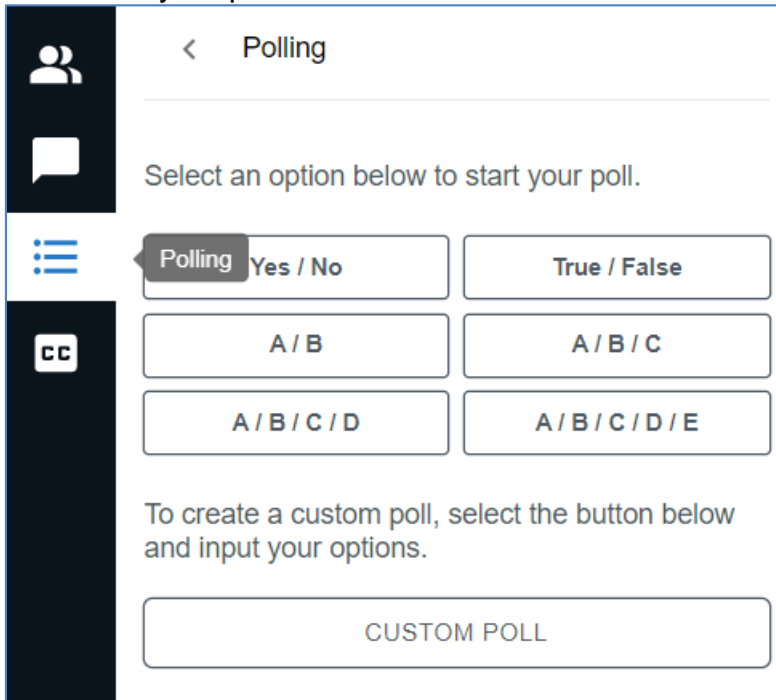 Polling
Select an option below to start your poll.
Polling
Yes / No
True / False
A / B
A / B / C
A / B / C / D
A / B / C / D / E
CC
To create a custom poll, select the button below
and input your options.
CUSTOM POLL